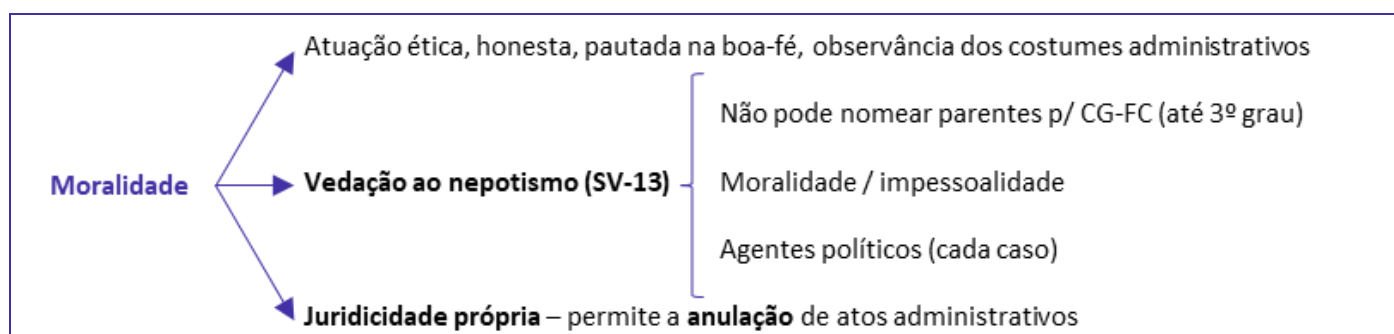 Atuação ética, honesta, pautada na boa-fé, observância dos costumes administrativos
Não pode nomear parentes p/ CG-FC (até 3º grau)
Moralidade
Vedação ao nepotismo (SV-13)
Moralidade / impessoalidade
Agentes políticos (cada caso)
Juridicidade própria – permite a anulação de atos administrativos